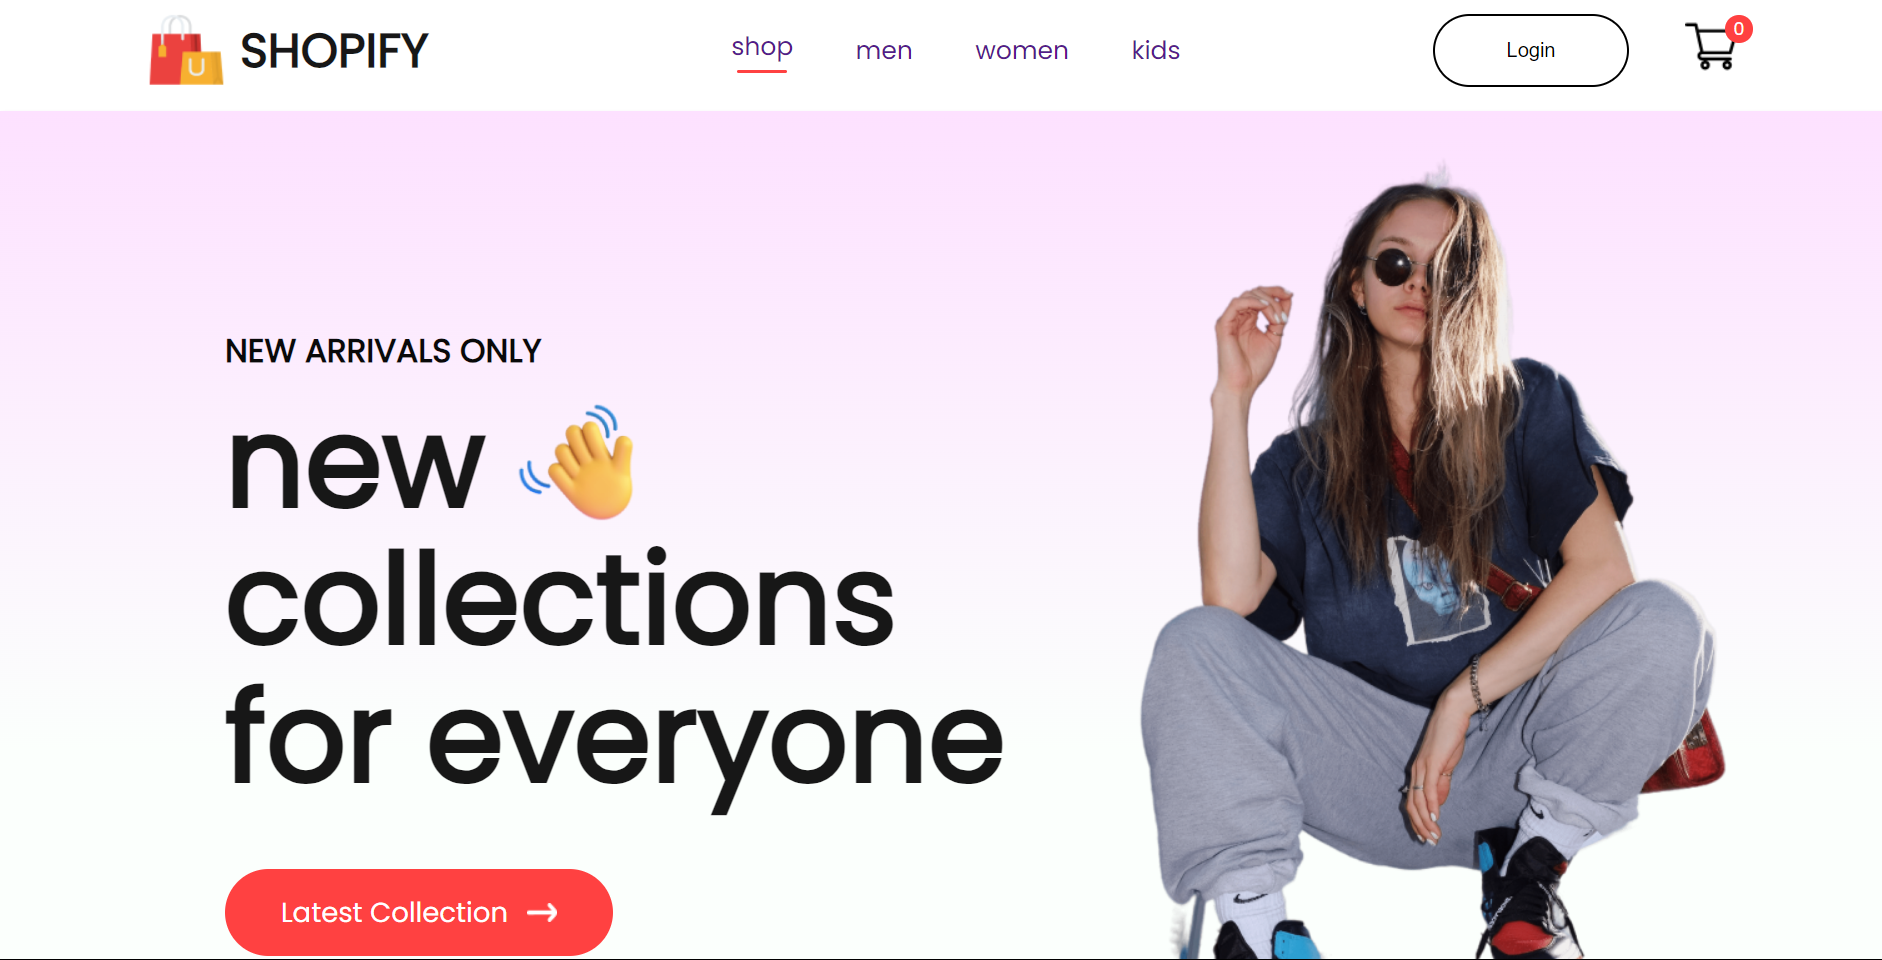 SHOPIFY
shop men women kids
Login
0
NEW ARRIVALS ONLY
new 👋
collections
for everyone
Latest Collection →